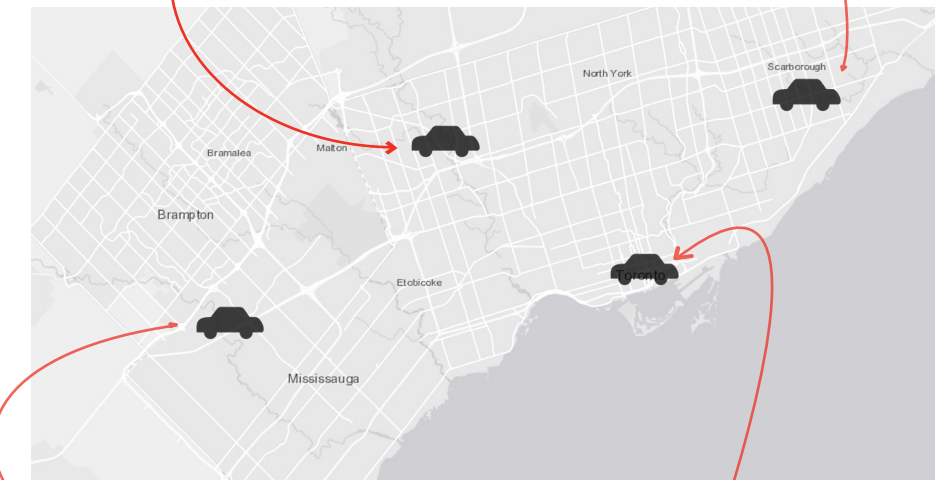 Scarborough
North York
Malton
Bramalea
Brampton
Toronto
Etobicoke
Mississauga